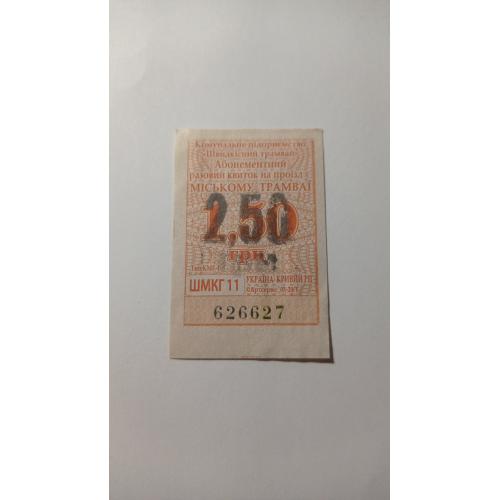 Комунальне підприємство
«Швидкісний трамвай»
Абонементний
разовий квиток на проїзд у
МІСЬКОМУ ТРАМВАЇ
2,50
грн.
ШМКГ 11
УКРАЇНА-КРИВИЙ РІГ
626627